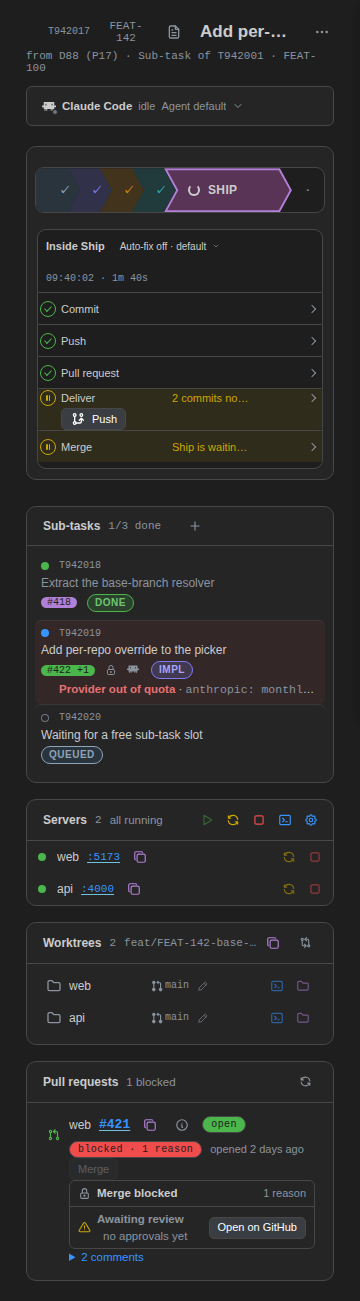 T942017 FEAT-142 Add per-…
from D88 (P17) · Sub-task of T942001 · FEAT-100
Claude Code idle Agent default
SHIP
Inside Ship Auto-fix off · default
09:40:02 · 1m 40s
Commit
Push
Pull request
Deliver 2 commits no…
Push
Merge Ship is waitin…
Sub-tasks 1/3 done
T942018
Extract the base-branch resolver
#418 DONE
T942019
Add per-repo override to the picker
#422 +1 IMPL
Provider out of quota · anthropic: monthl…
T942020
Waiting for a free sub-task slot
QUEUED
Servers 2 all running
web :5173
api :4000
Worktrees 2 feat/FEAT-142-base-…
web main
api main
Pull requests 1 blocked
web #421 open
blocked · 1 reason opened 2 days ago
Merge
Merge blocked 1 reason
Awaiting review
no approvals yet
Open on GitHub
2 comments